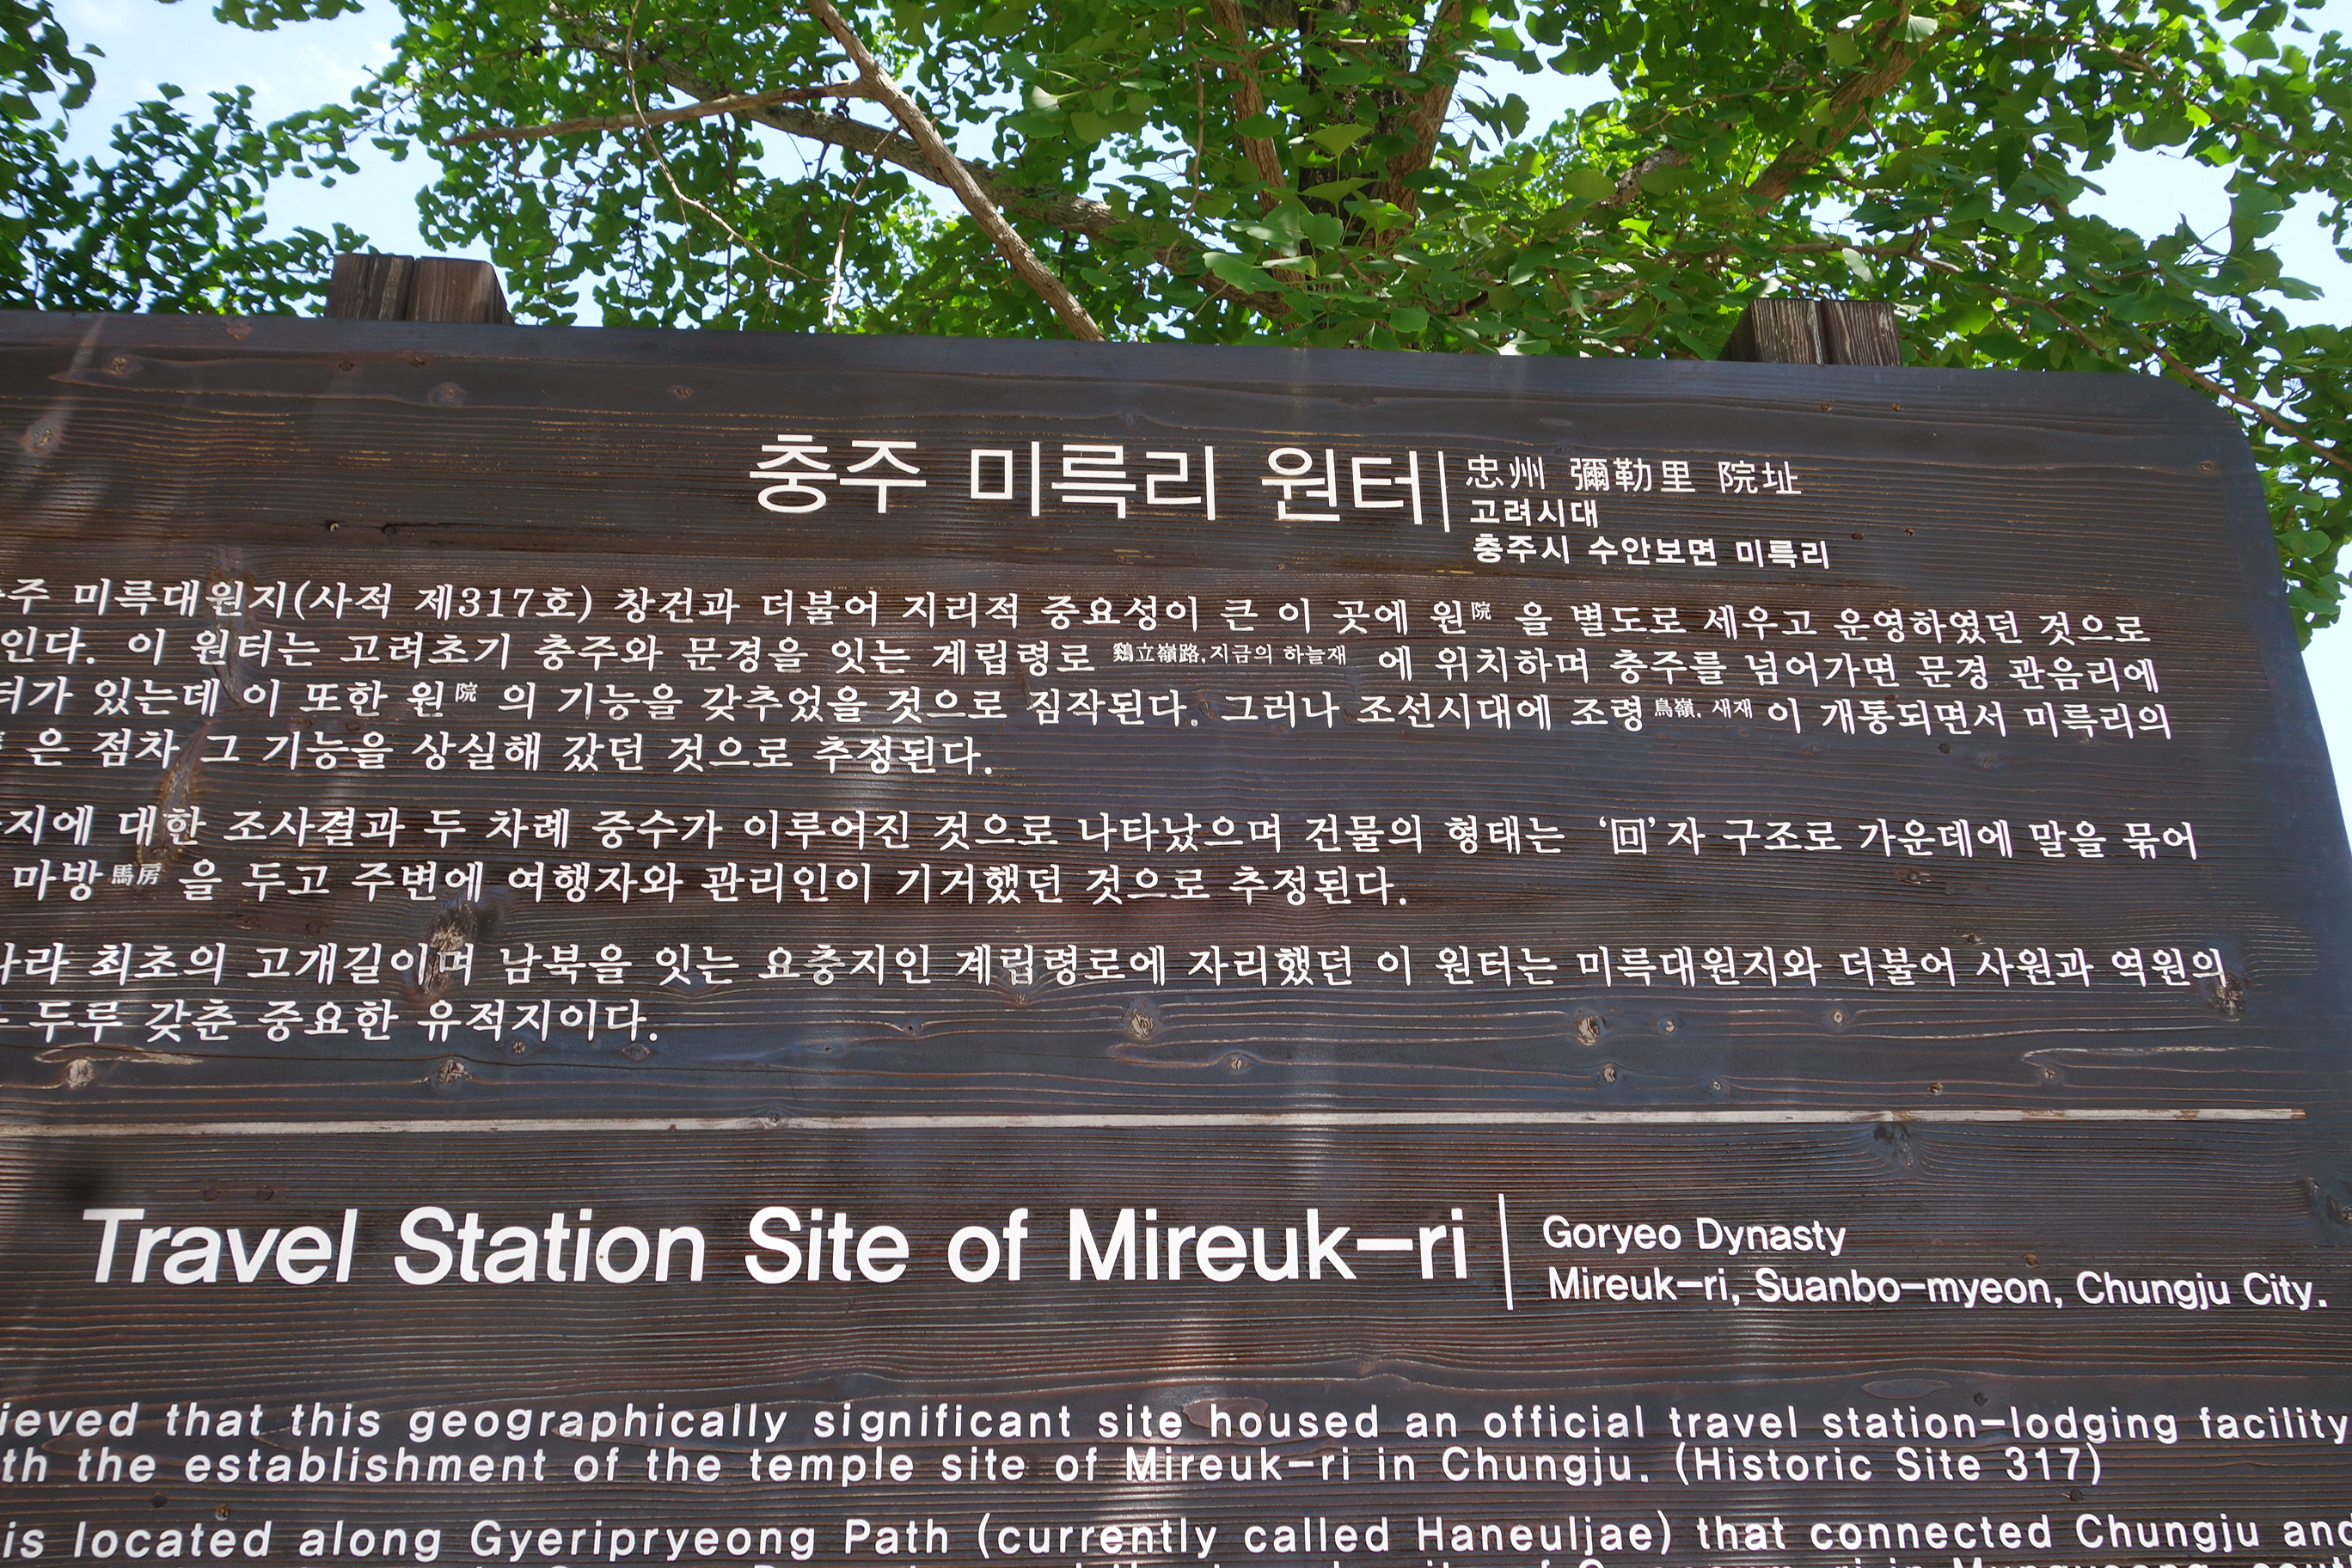 충주 미륵리 원터
忠州 彌勒里 院址
고려시대
충주시 수안보면 미륵리
주 미륵대원지(사적 제317호) 창건과 더불어 지리적 중요성이 큰 이 곳에 원院 을 별도로 세우고 운영하였던 것으로
인다. 이 원터는 고려초기 충주와 문경을 잇는 계립령로 鷄立嶺路, 지금의 하늘재 에 위치하며 충주를 넘어가면 문경 관음리에
터가 있는데 이 또한 원院 의 기능을 갖추었을 것으로 짐작된다. 그러나 조선시대에 조령鳥嶺, 새재 이 개통되면서 미륵리의
은 점차 그 기능을 상실해 갔던 것으로 추정된다.
지에 대한 조사결과 두 차례 중수가 이루어진 것으로 나타났으며 건물의 형태는 ‘回’자 구조로 가운데에 말을 묶어
마방馬房 을 두고 주변에 여행자와 관리인이 기거했던 것으로 추정된다.
나라 최초의 고개길이며 남북을 잇는 요충지인 계립령로에 자리했던 이 원터는 미륵대원지와 더불어 사원과 역원의
두루 갖춘 중요한 유적지이다.
Travel Station Site of Mireuk-ri
Goryeo Dynasty
Mireuk-ri, Suanbo-myeon, Chungju City.
ieved that this geographically significant site housed an official travel station-lodging facility
th the establishment of the temple site of Mireuk-ri in Chungju. (Historic Site 317)
is located along Gyeripryeong Path (currently called Haneuljae) that connected Chungju and